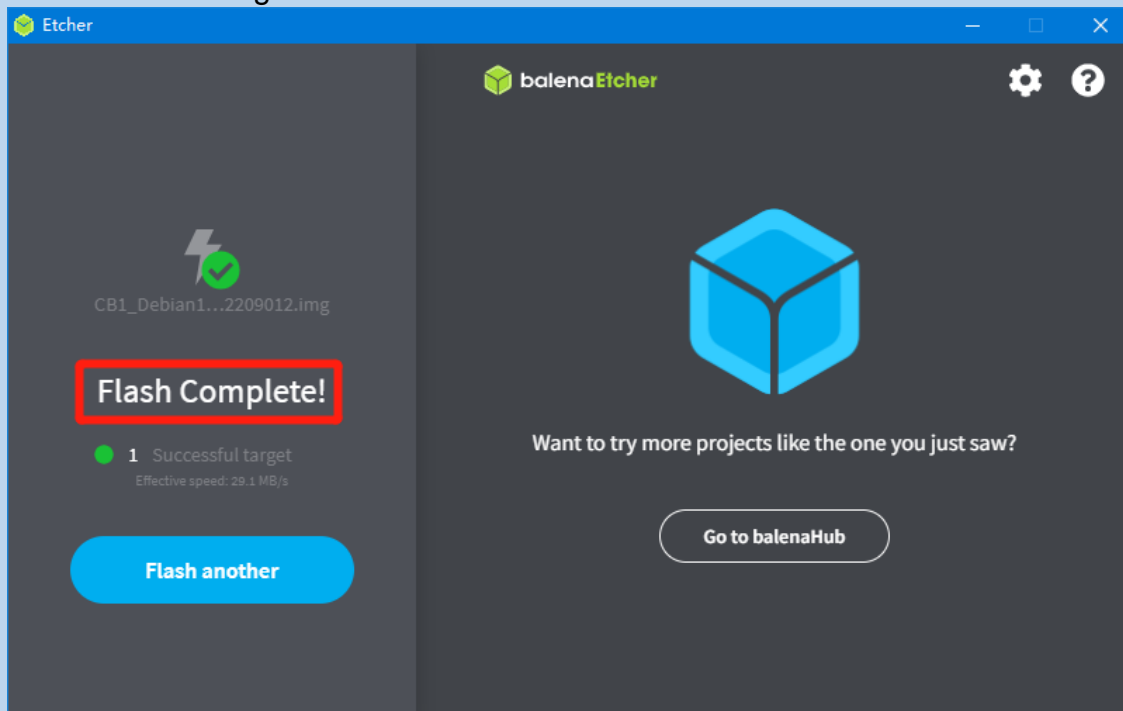 Etcher
balenaEtcher
CB1_Debian1...2209012.img
Flash Complete!
1 Successful target
Effective speed: 29.1 MB/s
Flash another
Want to try more projects like the one you just saw?
Go to balenaHub